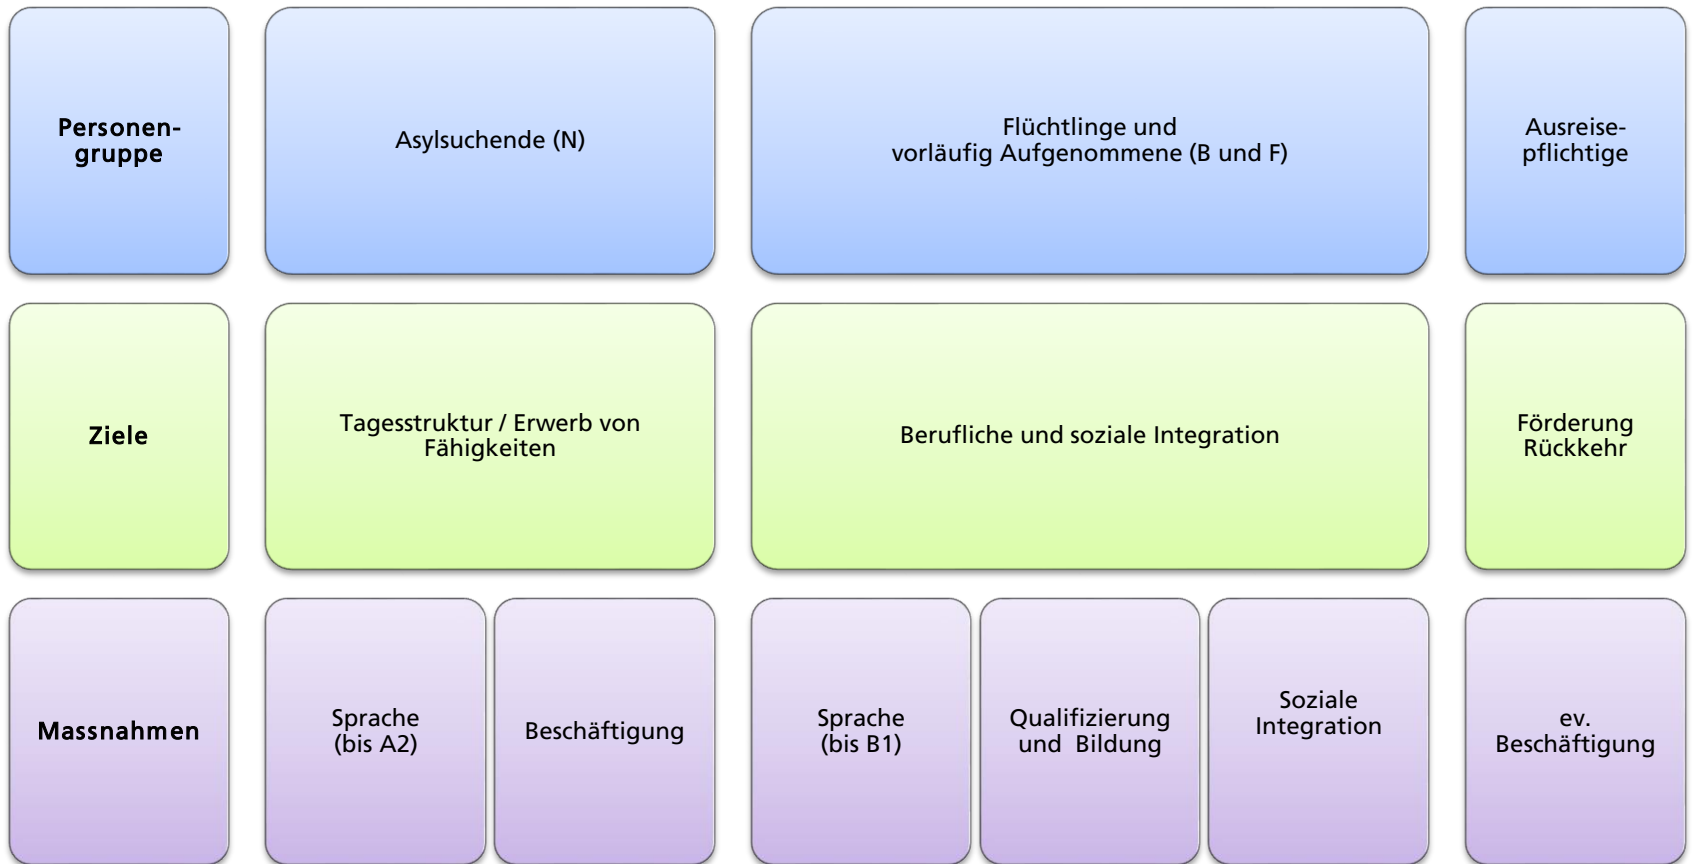 Personen-
gruppe
Asylsuchende (N)
Flüchtlinge und
vorläufig Aufgenommene (B und F)
Ausreise-
pflichtige
Ziele
Tagesstruktur / Erwerb von
Fähigkeiten
Berufliche und soziale Integration
Förderung
Rückkehr
Massnahmen
Sprache
(bis A2)
Beschäftigung
Sprache
(bis B1)
Qualifizierung
und Bildung
Soziale
Integration
ev.
Beschäftigung